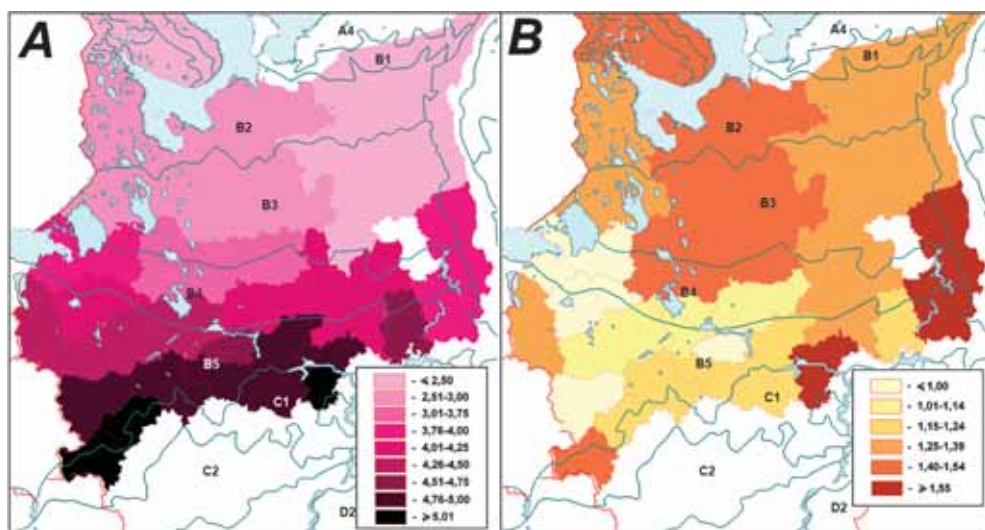 A
A4
B1
B2
B3
B4
B5
C1
C2
D2
- ≤ 2,50
- 2,51-3,00
- 3,01-3,75
- 3,76-4,00
- 4,01-4,25
- 4,26-4,50
- 4,51-4,75
- 4,76-5,00
- ≥ 5,01
B
A4
B1
B2
B3
B4
B5
C1
C2
D2
- ≤ 1,00
- 1,01-1,14
- 1,15-1,24
- 1,25-1,39
- 1,40-1,54
- ≥ 1,55